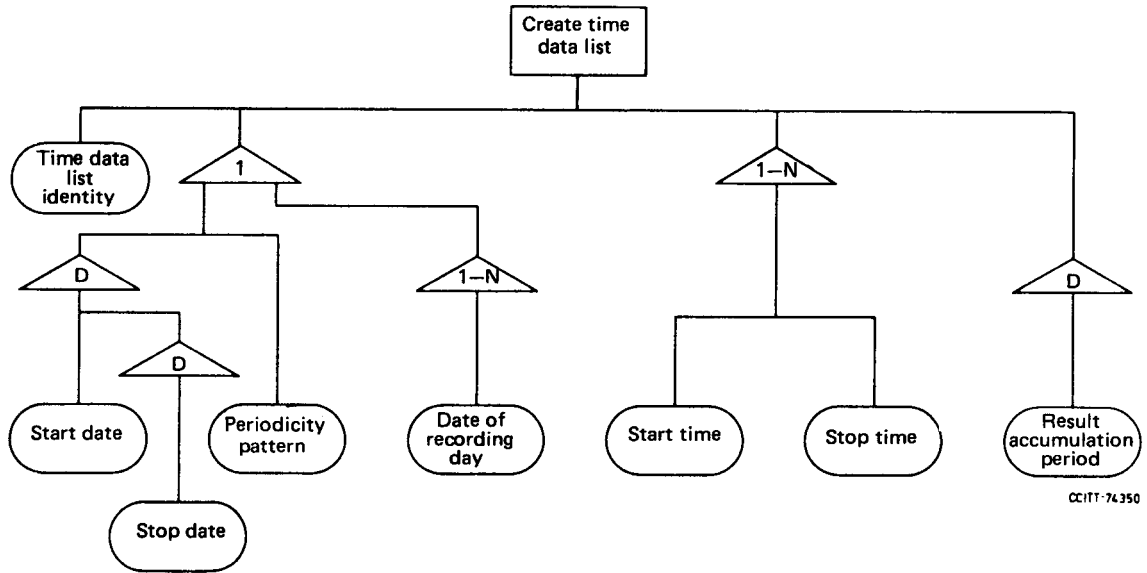 Create time
data list
Time data
list
identity
1
1–N
D
1–N
D
D
Start date
Periodicity
pattern
Date of
recording
day
Start time
Stop time
Result
accumulation
period
Stop date
CCITT-74350